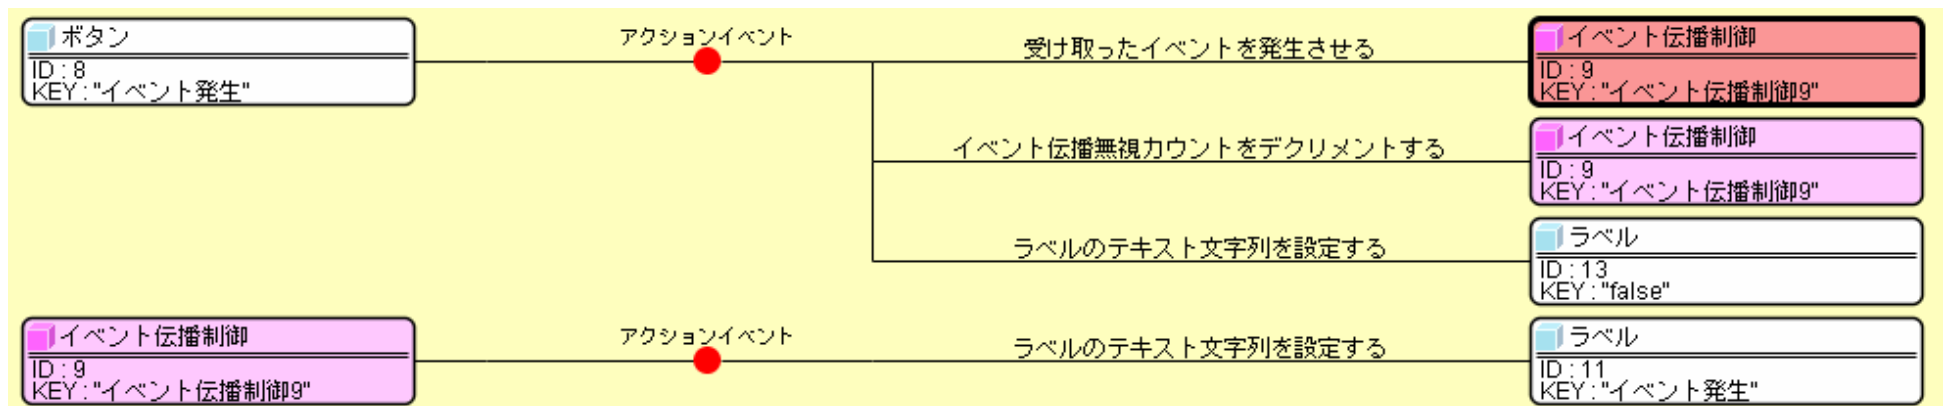 ボタン
ID : 8
KEY : "イベント発生"
アクションイベント
受け取ったイベントを発生させる
イベント伝播制御
ID : 9
KEY : "イベント伝播制御9"
イベント伝播無視カウントをデクリメントする
イベント伝播制御
ID : 9
KEY : "イベント伝播制御9"
ラベルのテキスト文字列を設定する
ラベル
ID : 13
KEY : "false"
イベント伝播制御
ID : 9
KEY : "イベント伝播制御9"
アクションイベント
ラベルのテキスト文字列を設定する
ラベル
ID : 11
KEY : "イベント発生"